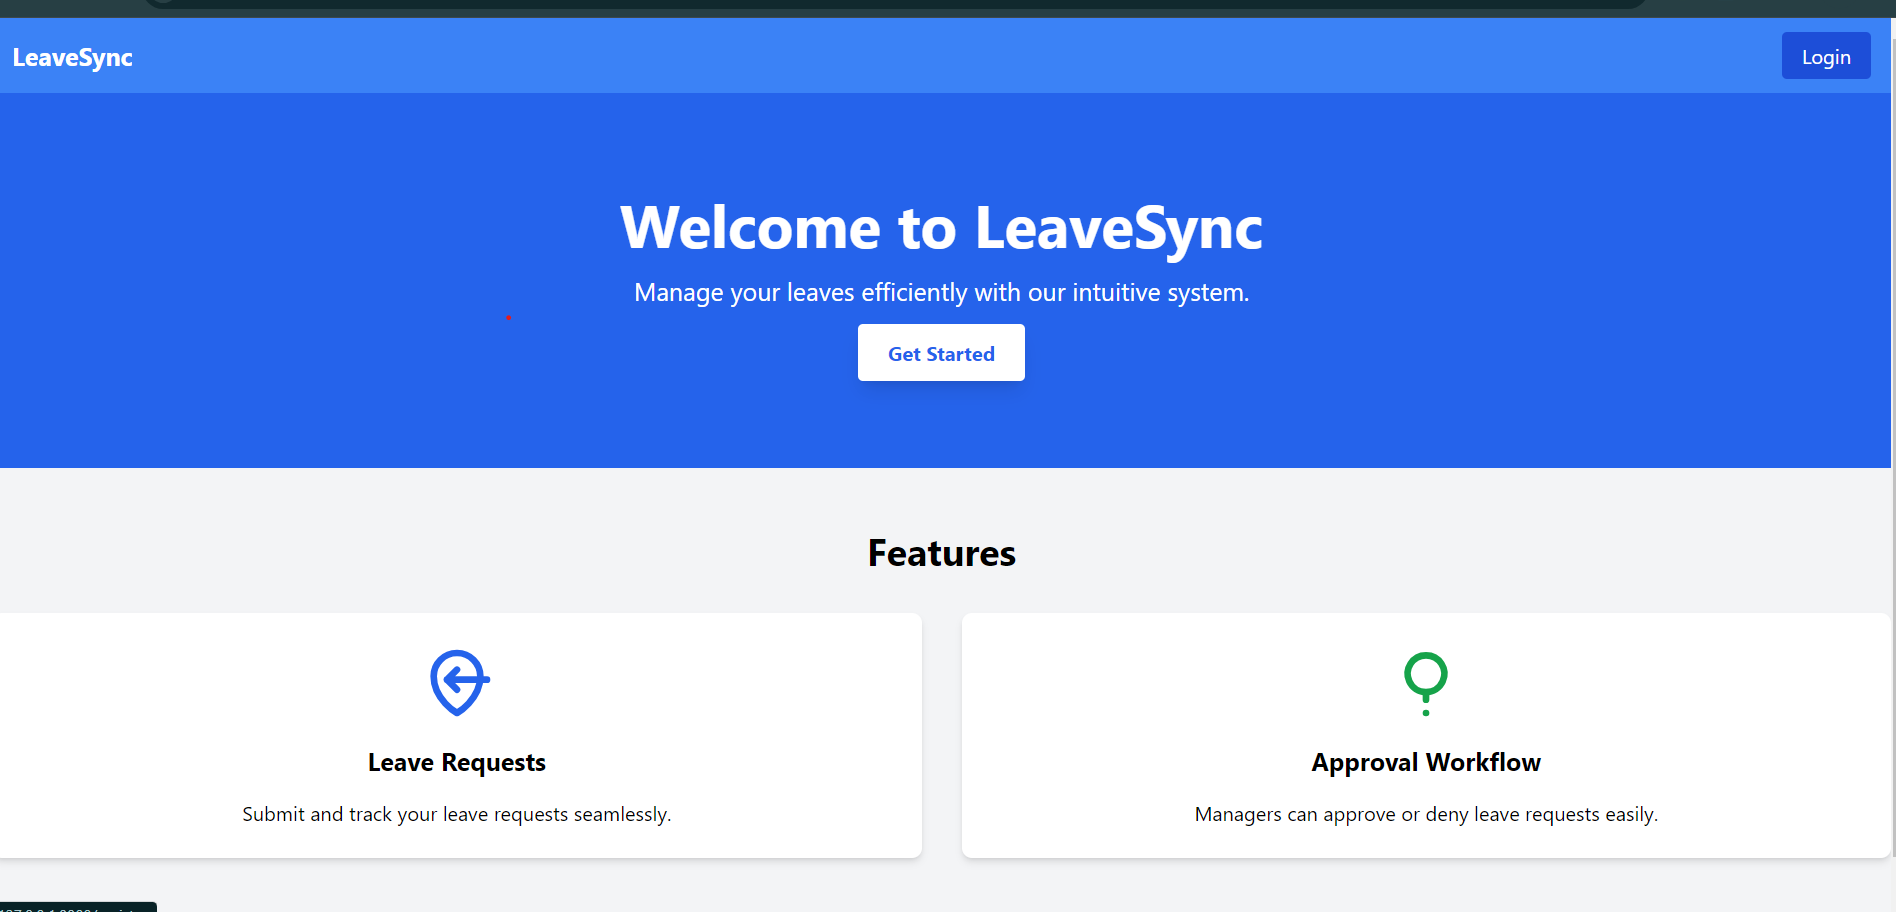 LeaveSync
Login
Welcome to LeaveSync
Manage your leaves efficiently with our intuitive system.
Get Started
Features
Leave Requests
Submit and track your leave requests seamlessly.
Approval Workflow
Managers can approve or deny leave requests easily.